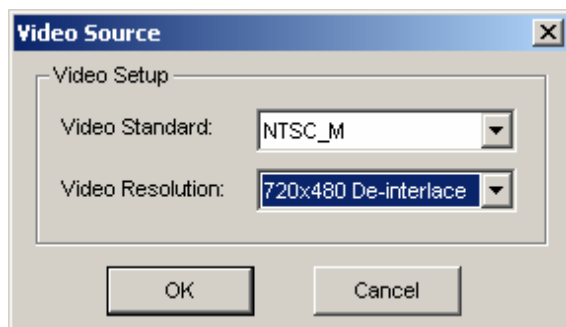 Video Source
Video Setup
Video Standard: NTSC_M
Video Resolution: 720x480 De-interlace
OK Cancel